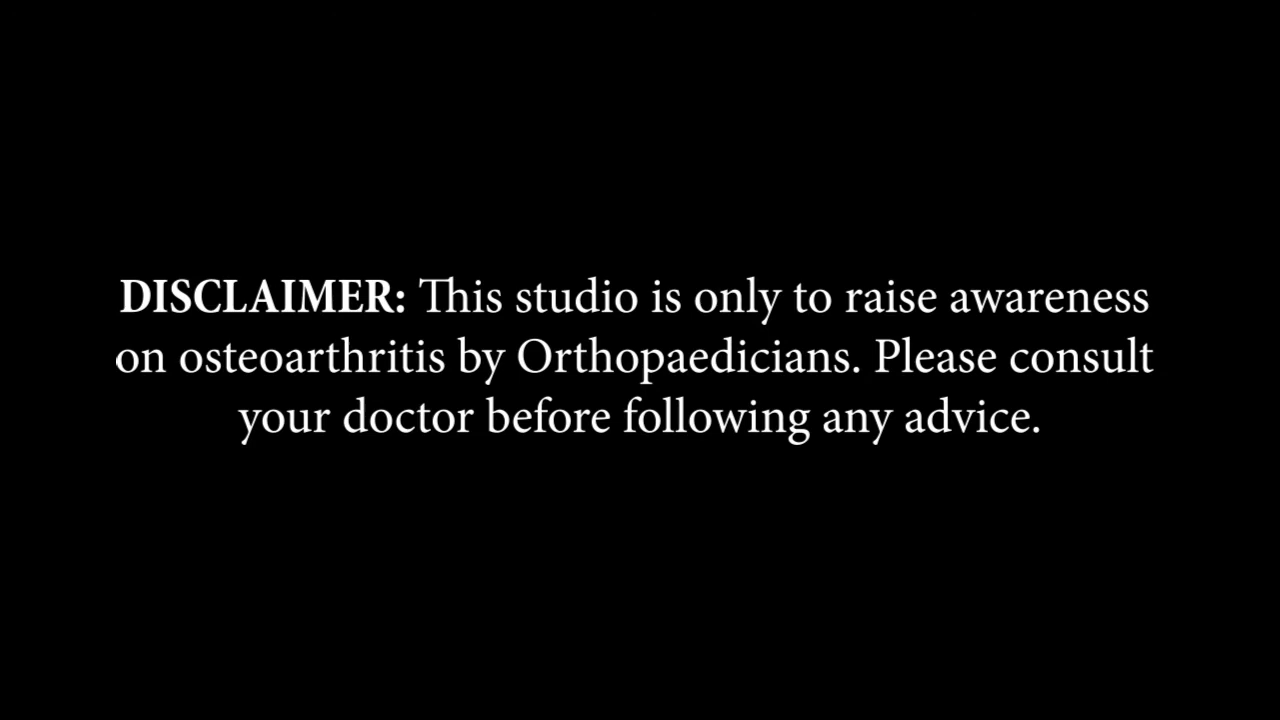 DISCLAIMER: This studio is only to raise awareness
on osteoarthritis by Orthopaedicians. Please consult
your doctor before following any advice.